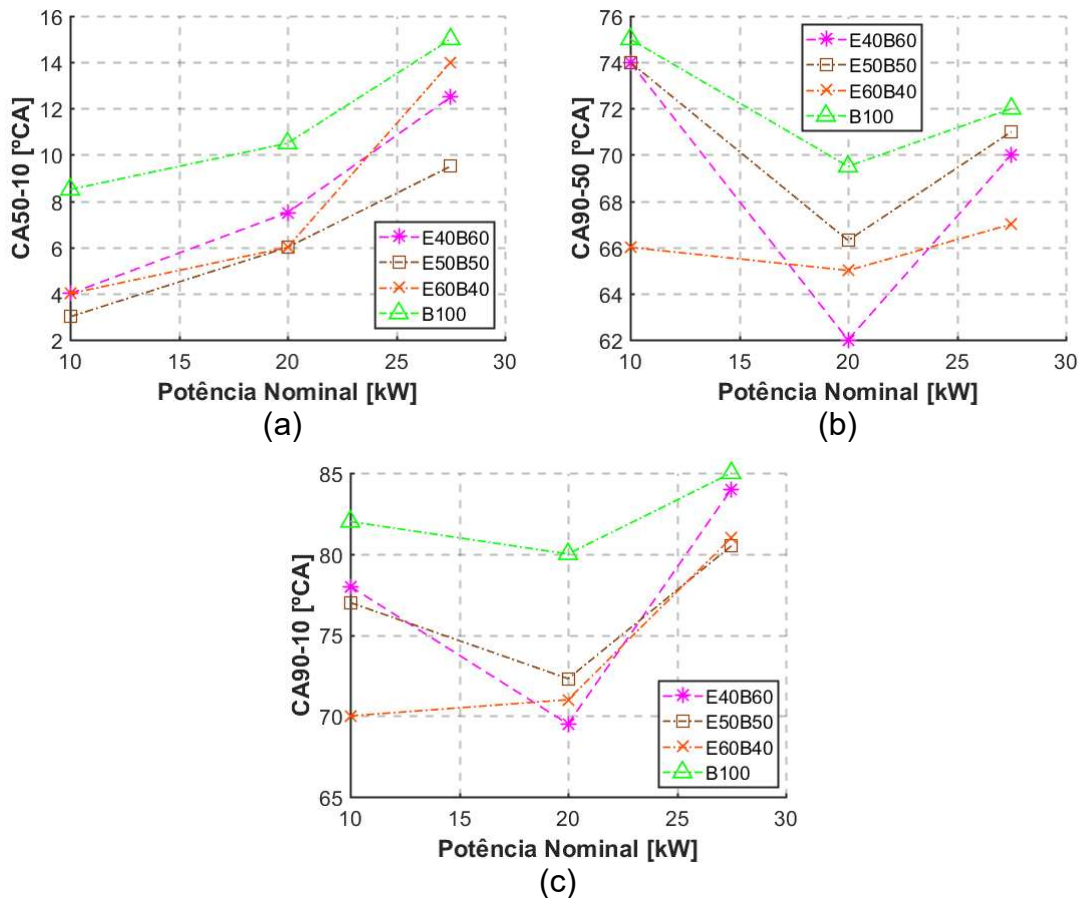 CA50-10 [ºCA]
16
14
12
10
8
6
4
2
10
15
20
25
30
Potência Nominal [kW]
E40B60
E50B50
E60B40
B100
(a)
CA90-50 [ºCA]
76
74
72
70
68
66
64
62
10
15
20
25
30
Potência Nominal [kW]
E40B60
E50B50
E60B40
B100
(b)
CA90-10 [ºCA]
85
80
75
70
65
10
15
20
25
30
Potência Nominal [kW]
E40B60
E50B50
E60B40
B100
(c)